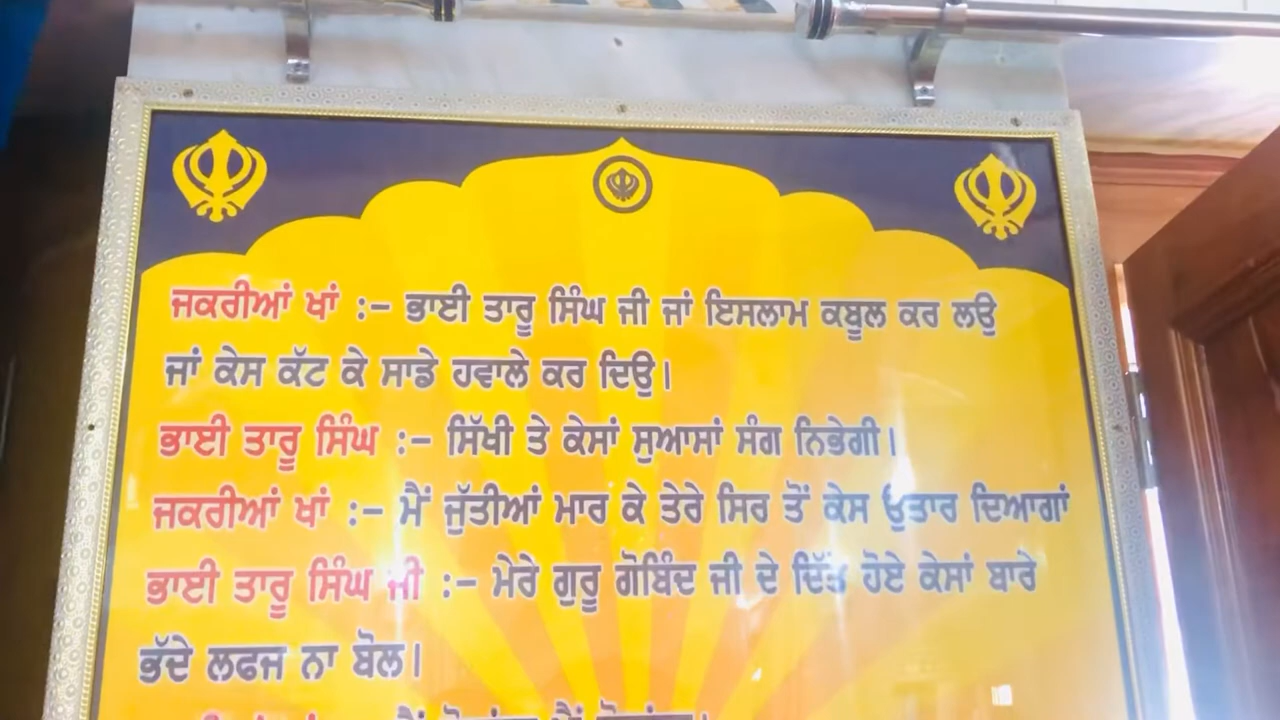 ਜਕਰੀਆਂ ਖਾਂ :- ਭਾਈ ਤਾਰੂ ਸਿੰਘ ਜੀ ਜਾਂ ਇਸਲਾਮ ਕਬੂਲ ਕਰ ਲਉ
ਜਾਂ ਕੇਸ ਕੱਟ ਕੇ ਸਾਡੇ ਹਵਾਲੇ ਕਰ ਦਿਉ।
ਭਾਈ ਤਾਰੂ ਸਿੰਘ :- ਸਿੱਖੀ ਤੇ ਕੇਸਾਂ ਸੁਆਸਾਂ ਸੰਗ ਨਿਭੇਗੀ।
ਜਕਰੀਆਂ ਖਾਂ :- ਮੈਂ ਜੁੱਤੀਆਂ ਮਾਰ ਕੇ ਤੇਰੇ ਸਿਰ ਤੋਂ ਕੇਸ ਉਤਾਰ ਦਿਆਗਾਂ
ਭਾਈ ਤਾਰੂ ਸਿੰਘ ਜੀ :- ਮੇਰੇ ਗੁਰੂ ਗੋਬਿੰਦ ਜੀ ਦੇ ਦਿੱਤੇ ਹੋਏ ਕੇਸਾਂ ਬਾਰੇ
ਭੱਦੇ ਲਫਜ ਨਾ ਬੋਲ।